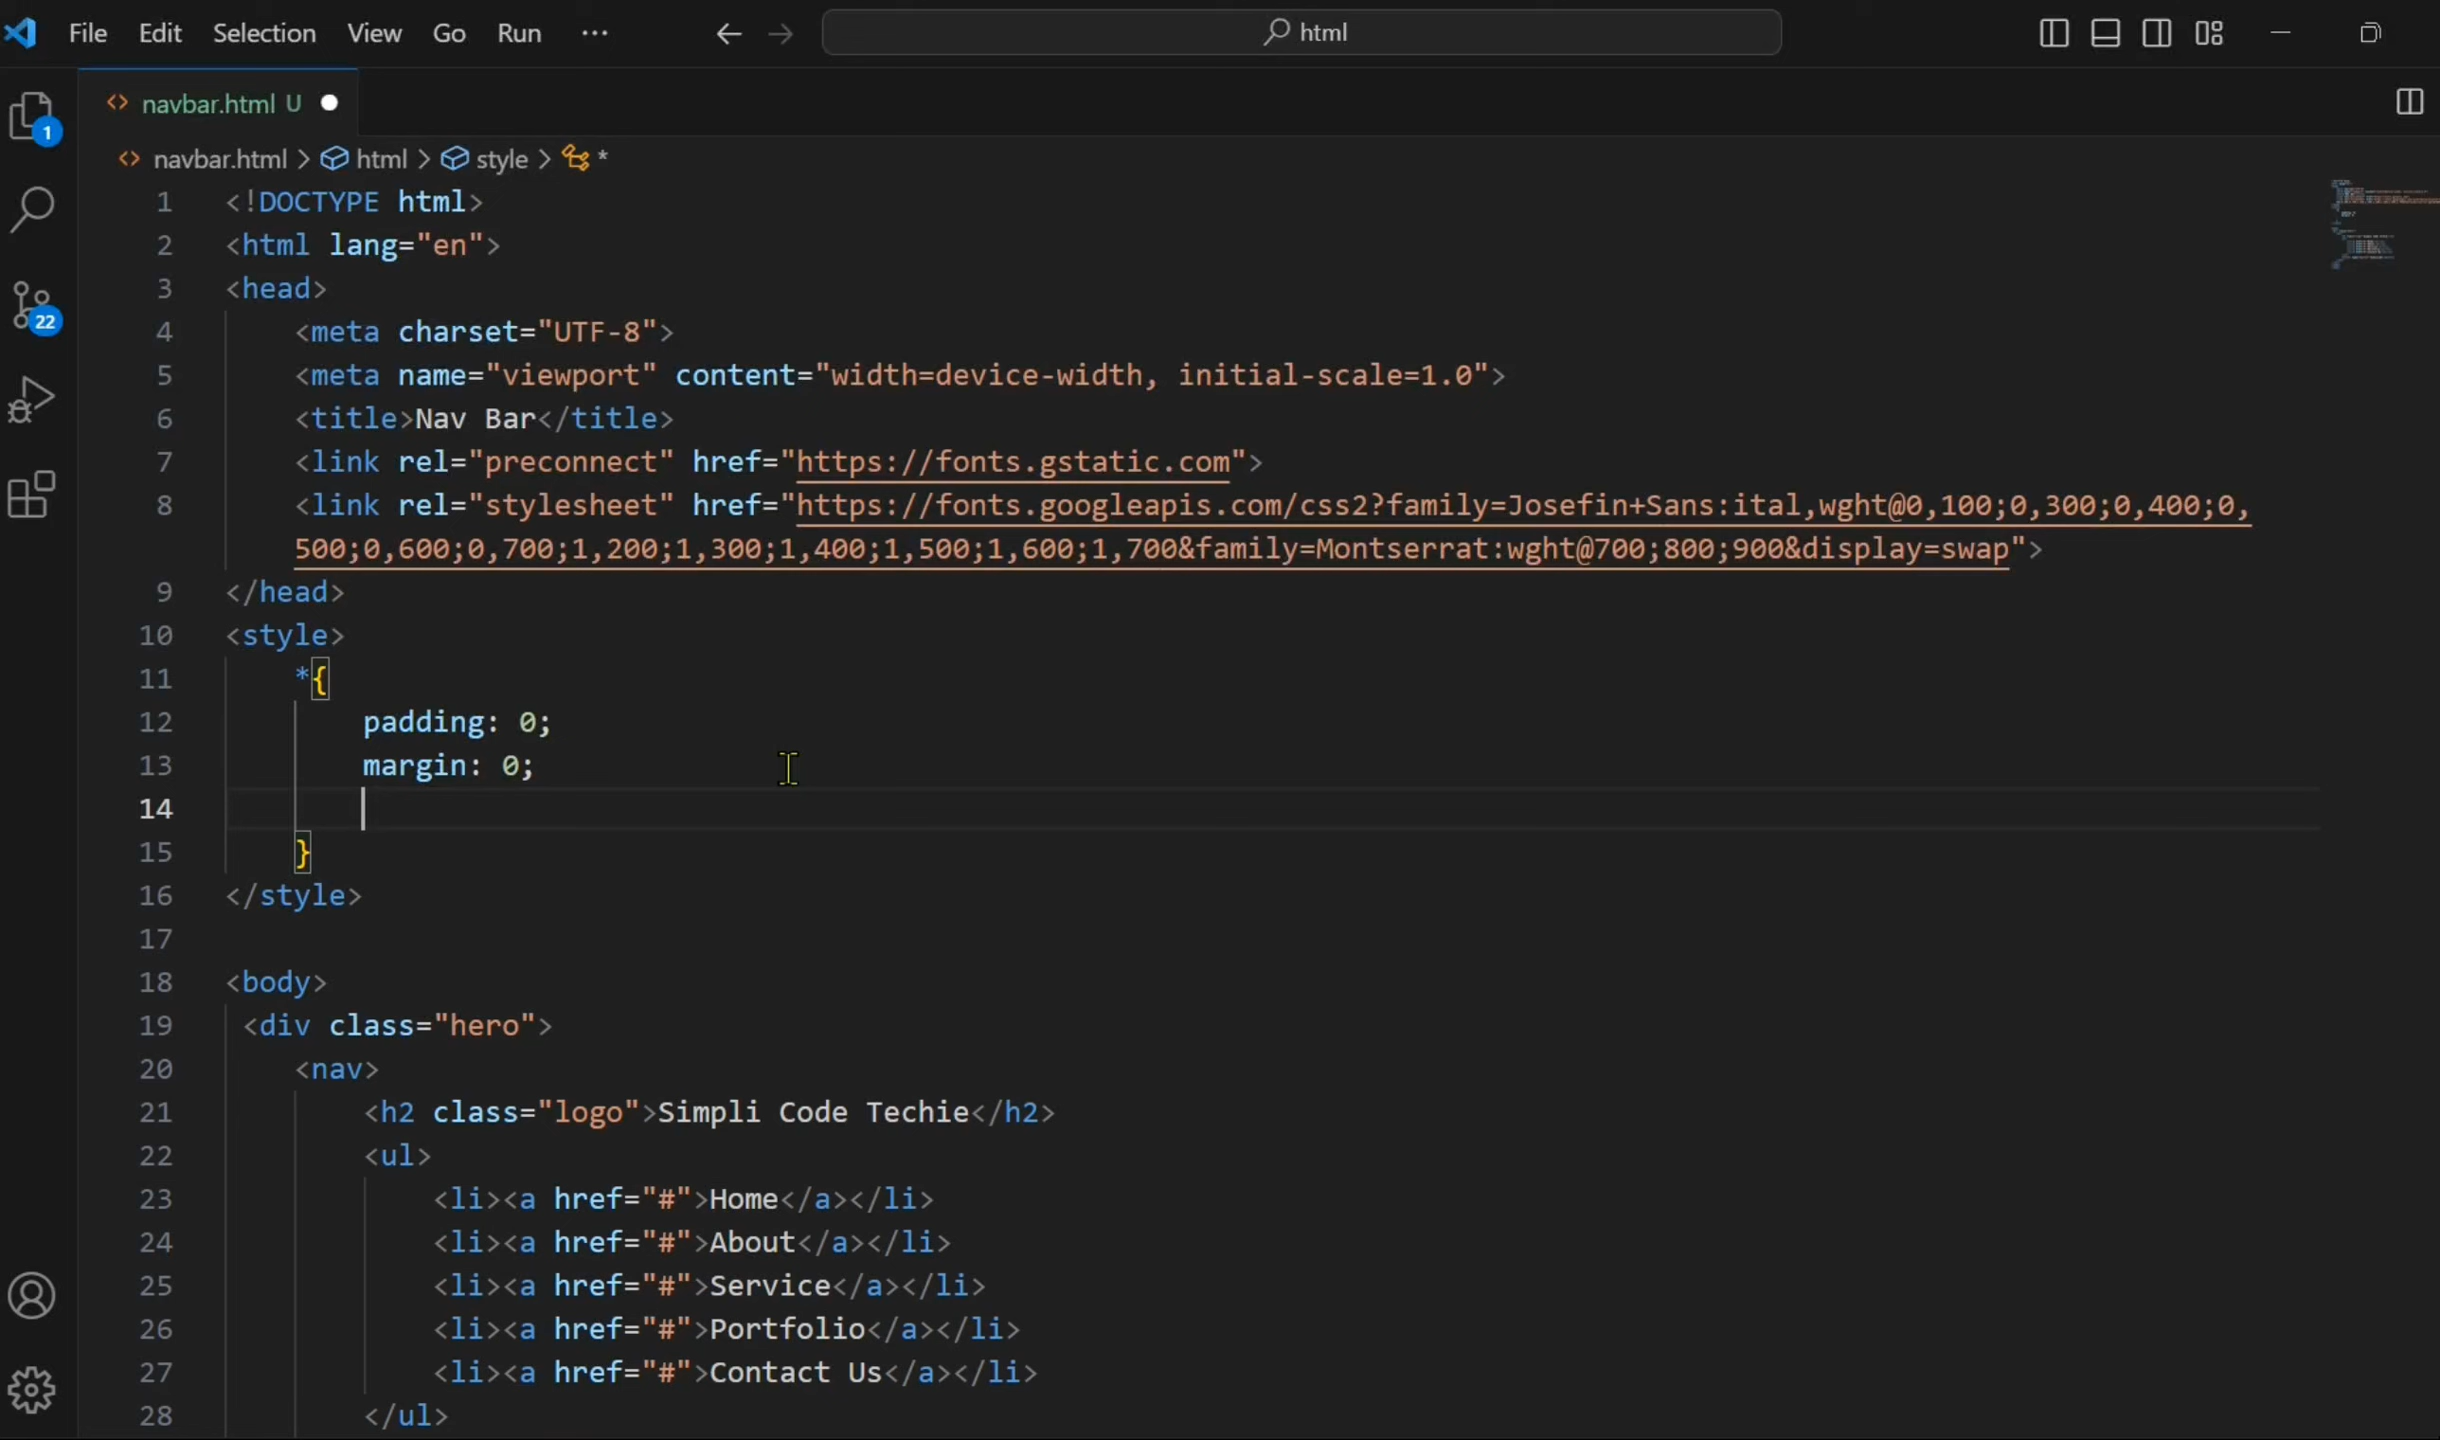 File Edit Selection View Go Run ··· html
1
22
navbar.html U
navbar.html > html > style > *
1 <!DOCTYPE html>
2 <html lang="en">
3 <head>
4 <meta charset="UTF-8">
5 <meta name="viewport" content="width=device-width, initial-scale=1.0">
6 <title>Nav Bar</title>
7 <link rel="preconnect" href="https://fonts.gstatic.com">
8 <link rel="stylesheet" href="https://fonts.googleapis.com/css2?family=Josefin+Sans:ital,wght@0,100;0,300;0,400;0,
500;0,600;0,700;1,200;1,300;1,400;1,500;1,600;1,700&family=Montserrat:wght@700;800;900&display=swap">
9 </head>
10 <style>
11 *{
12 padding: 0;
13 margin: 0;
14
15 }
16 </style>
17
18 <body>
19 <div class="hero">
20 <nav>
21 <h2 class="logo">Simpli Code Techie</h2>
22 <ul>
23 <li><a href="#">Home</a></li>
24 <li><a href="#">About</a></li>
25 <li><a href="#">Service</a></li>
26 <li><a href="#">Portfolio</a></li>
27 <li><a href="#">Contact Us</a></li>
28 </ul>